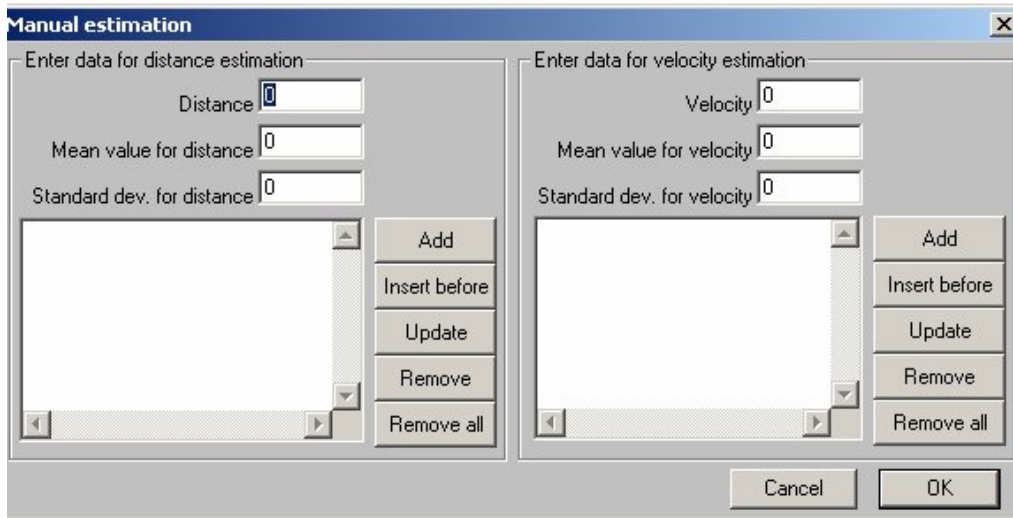 Manual estimation
Enter data for distance estimation
Distance 0
Mean value for distance 0
Standard dev. for distance 0
Add
Insert before
Update
Remove
Remove all
Enter data for velocity estimation
Velocity 0
Mean value for velocity 0
Standard dev. for velocity 0
Add
Insert before
Update
Remove
Remove all
Cancel
OK